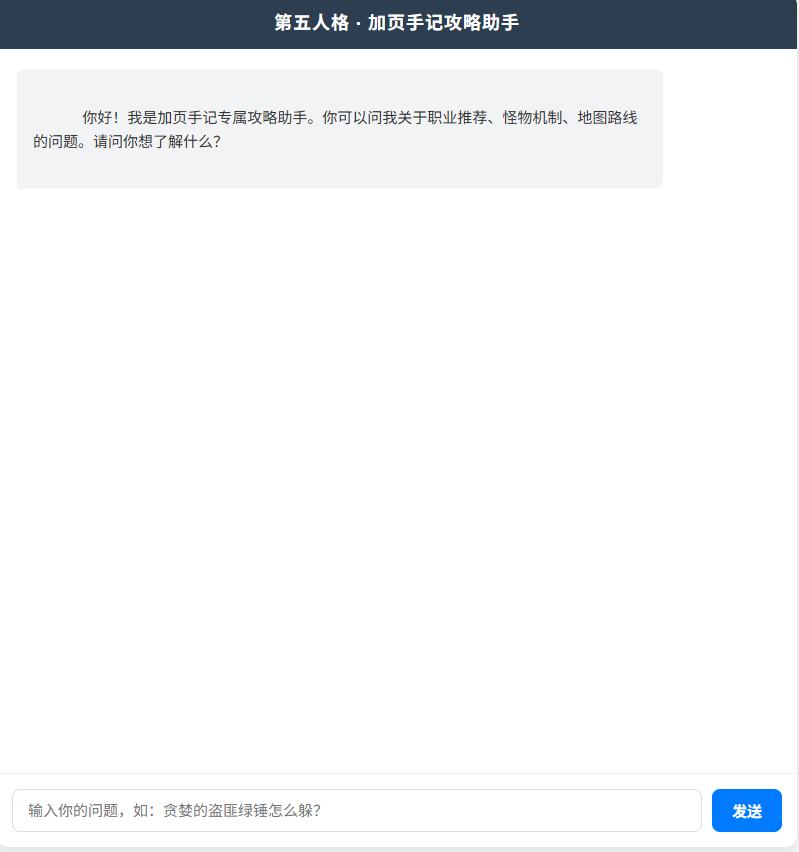 第五人格 · 加页手记攻略助手
你好！我是加页手记专属攻略助手。你可以问我关于职业推荐、怪物机制、地图路线
的问题。请问你想了解什么？
输入你的问题，如：贪婪的盗匪绿锤怎么躲？
发送